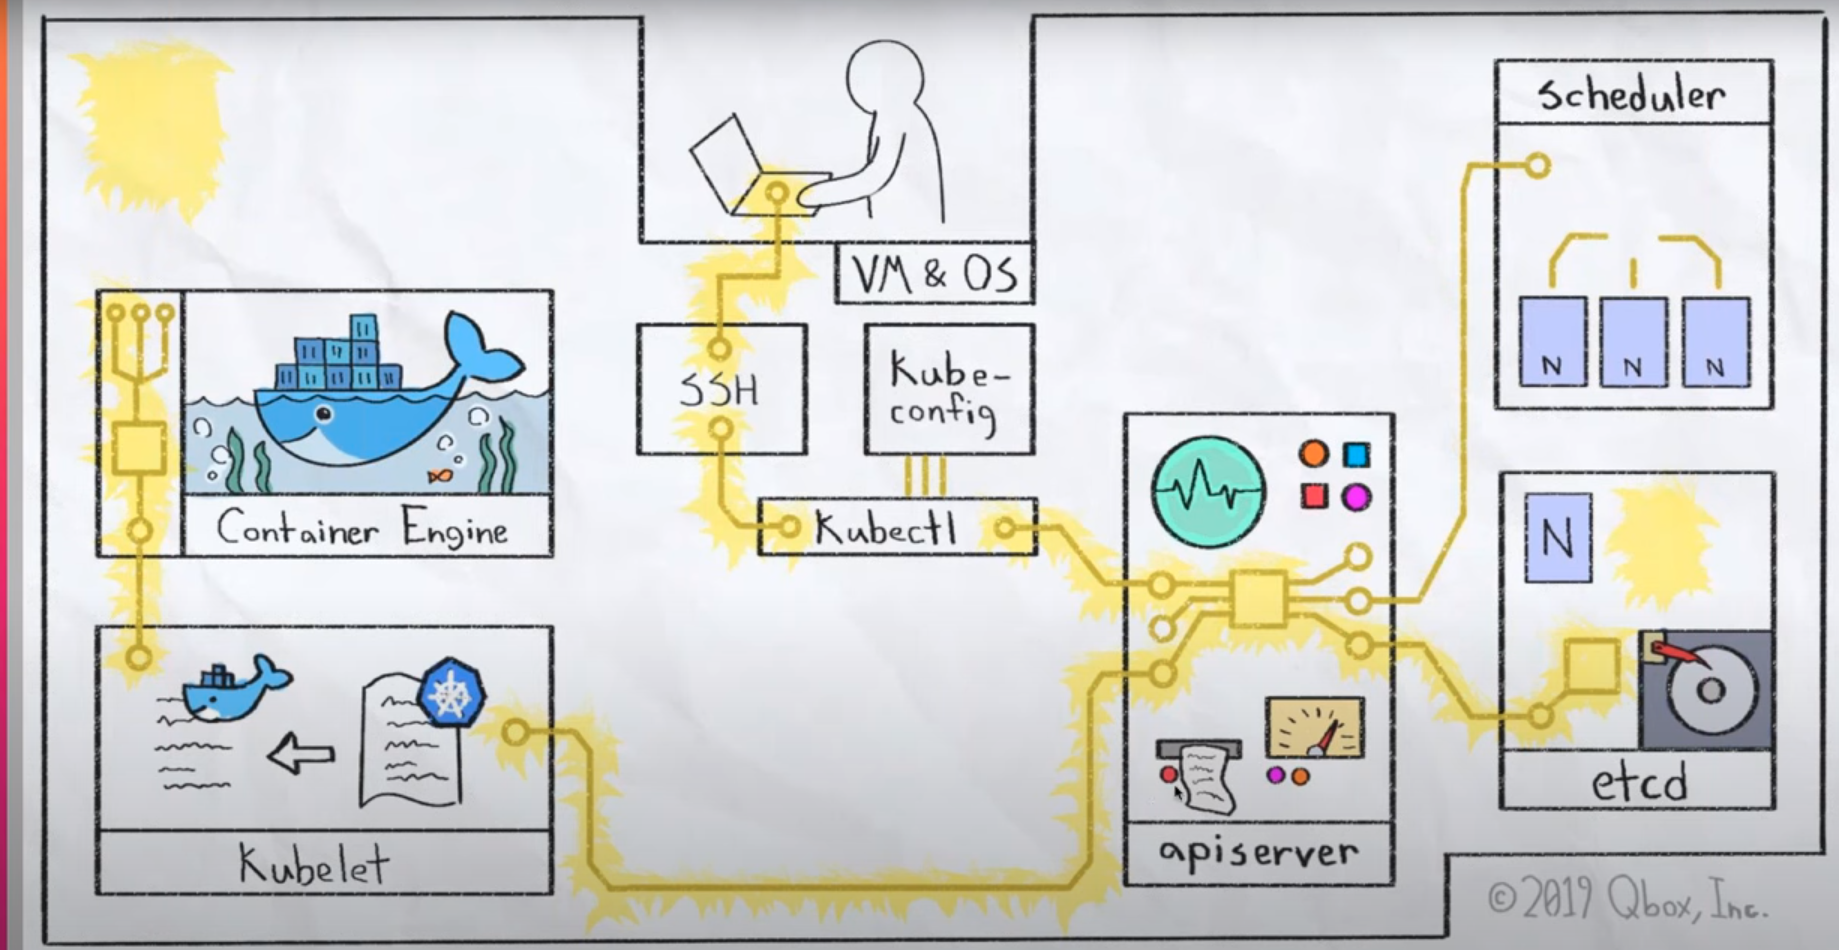 scheduler
N N N
VM & OS
SSH
Kube-
config
Container Engine
Kubectl
N
etcd
Kubelet
apiserver
©2019 Qbox, Inc.